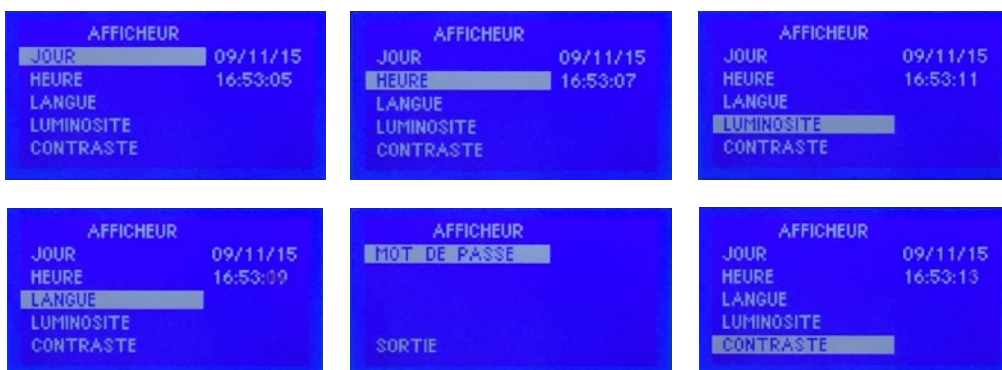 AFFICHEUR
JOUR 09/11/15
HEURE 16:53:05
LANGUE
LUMINOSITE
CONTRASTE
AFFICHEUR
JOUR 09/11/15
HEURE 16:53:07
LANGUE
LUMINOSITE
CONTRASTE
AFFICHEUR
JOUR 09/11/15
HEURE 16:53:11
LANGUE
LUMINOSITE
CONTRASTE
AFFICHEUR
JOUR 09/11/15
HEURE 16:53:09
LANGUE
LUMINOSITE
CONTRASTE
AFFICHEUR
MOT DE PASSE
SORTIE
AFFICHEUR
JOUR 09/11/15
HEURE 16:53:13
LANGUE
LUMINOSITE
CONTRASTE